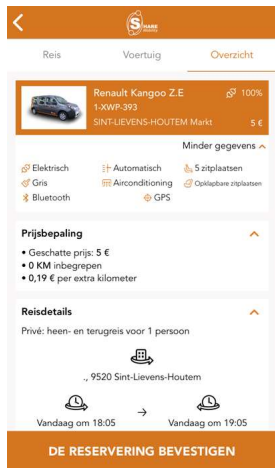 SHARE
MOBITO
Reis Voertuig Overzicht
Renault Kangoo Z.E 100%
1-XWP-393
SINT-LIEVENS-HOUTEM Markt 5 €
Minder gegevens
Elektrisch Automatisch 5 zitplaatsen
Gris Airconditioning Opklapbare zitplaatsen
Bluetooth GPS
Prijsbepaling
• Geschatte prijs: 5 €
• 0 KM inbegrepen
• 0,19 € per extra kilometer
Reisdetails
Privé: heen- en terugreis voor 1 persoon
., 9520 Sint-Lievens-Houtem
Vandaag om 18:05 → Vandaag om 19:05
DE RESERVERING BEVESTIGEN